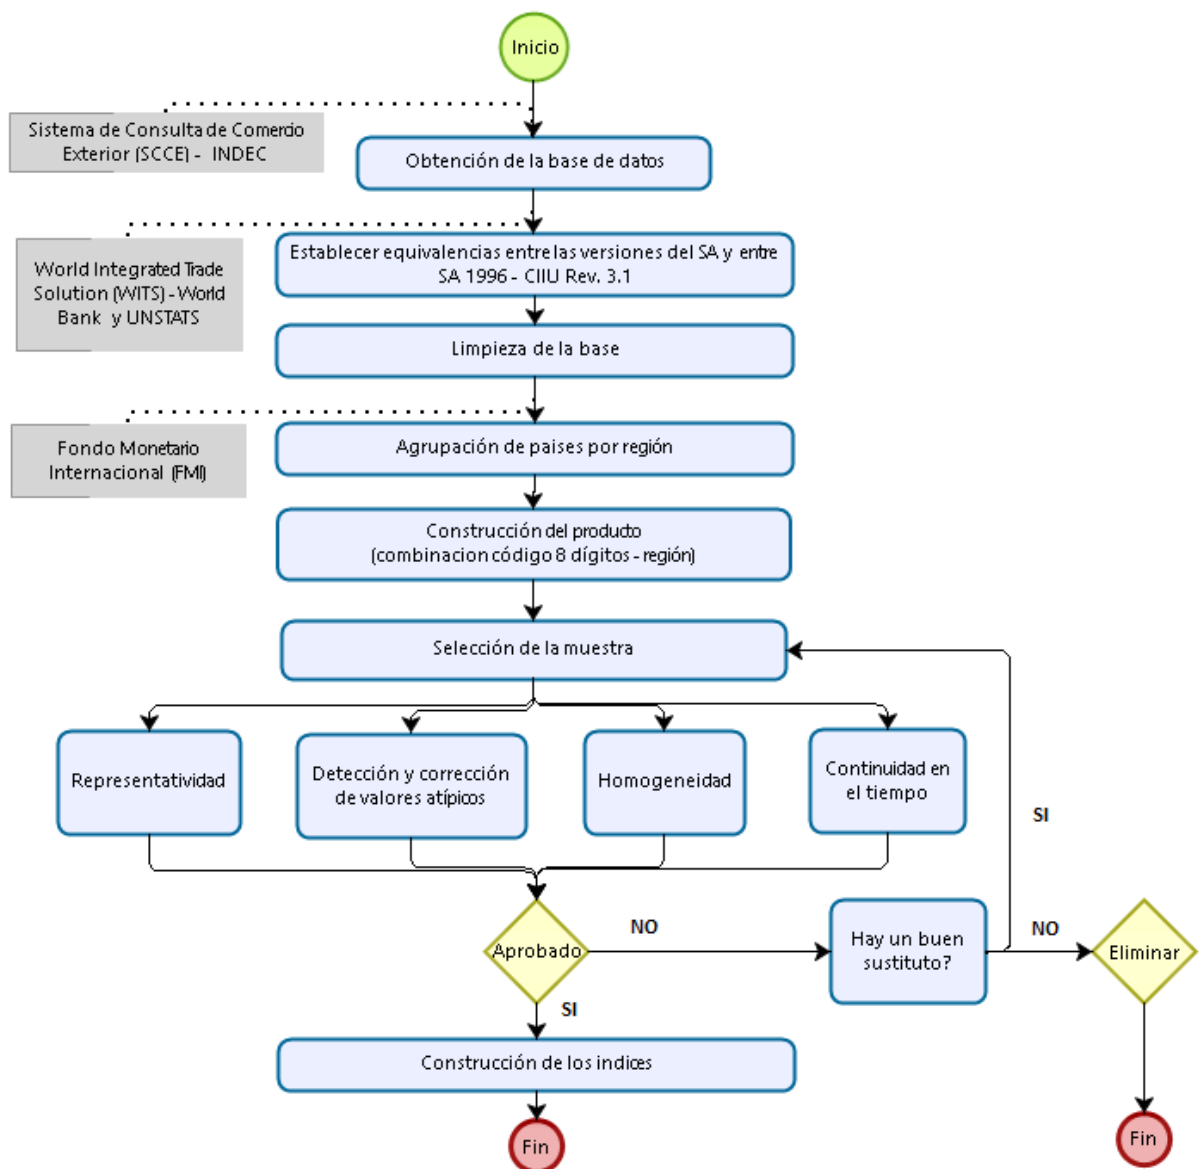 Inicio
Sistema de Consulta de Comercio
Exterior (SCCE) - INDEC
Obtención de la base de datos
World Integrated Trade
Solution (WITS) - World
Bank y UNSTATS
Establecer equivalencias entre las versiones del SA y entre
SA 1996 - CIIU Rev. 3.1
Limpieza de la base
Fondo Monetario
Internacional (FMI)
Agrupación de paises por región
Construcción del producto
(combinacion código 8 dígitos - región)
Selección de la muestra
Representatividad
Detección y corrección
de valores atípicos
Homogeneidad
Continuidad en
el tiempo
SI
Aprobado
NO
Hay un buen
sustituto?
NO
Eliminar
SI
Construcción de los indices
Fin
Fin